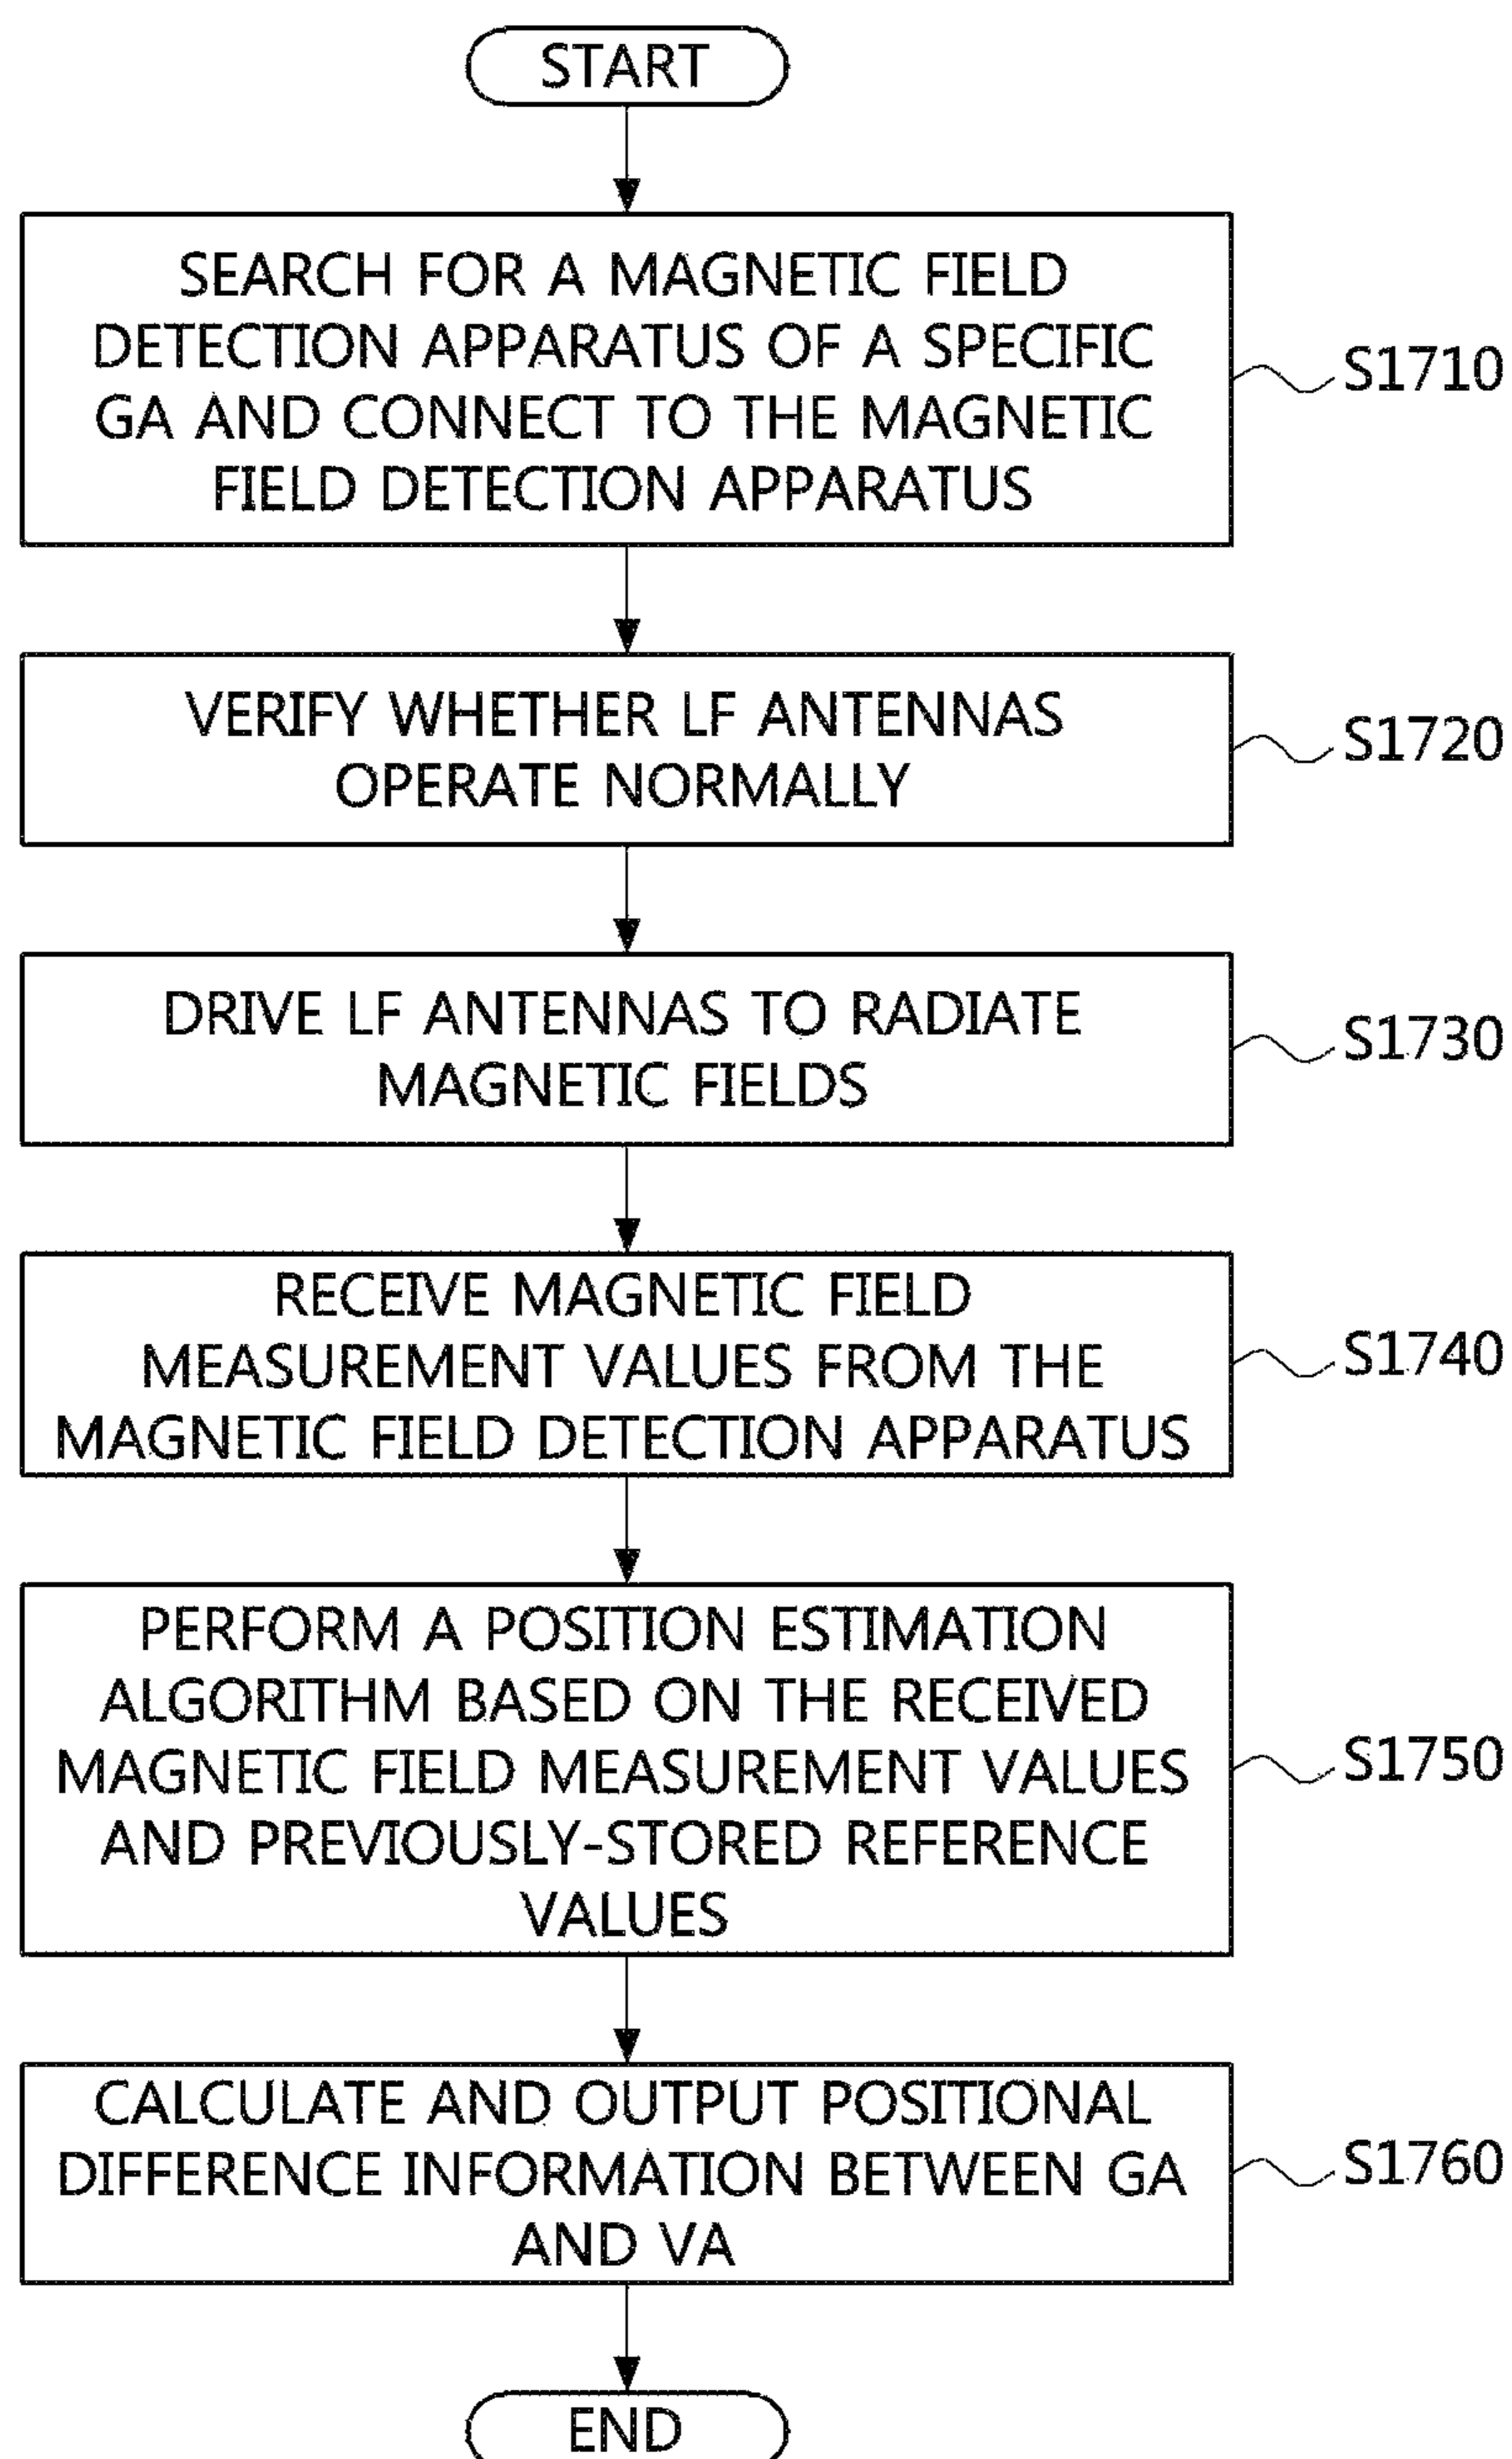 START
SEARCH FOR A MAGNETIC FIELD
DETECTION APPARATUS OF A SPECIFIC
GA AND CONNECT TO THE MAGNETIC
FIELD DETECTION APPARATUS
S1710
VERIFY WHETHER LF ANTENNAS
OPERATE NORMALLY
S1720
DRIVE LF ANTENNAS TO RADIATE
MAGNETIC FIELDS
S1730
RECEIVE MAGNETIC FIELD
MEASUREMENT VALUES FROM THE
MAGNETIC FIELD DETECTION APPARATUS
S1740
PERFORM A POSITION ESTIMATION
ALGORITHM BASED ON THE RECEIVED
MAGNETIC FIELD MEASUREMENT VALUES
AND PREVIOUSLY-STORED REFERENCE
VALUES
S1750
CALCULATE AND OUTPUT POSITIONAL
DIFFERENCE INFORMATION BETWEEN GA
AND VA
S1760
END